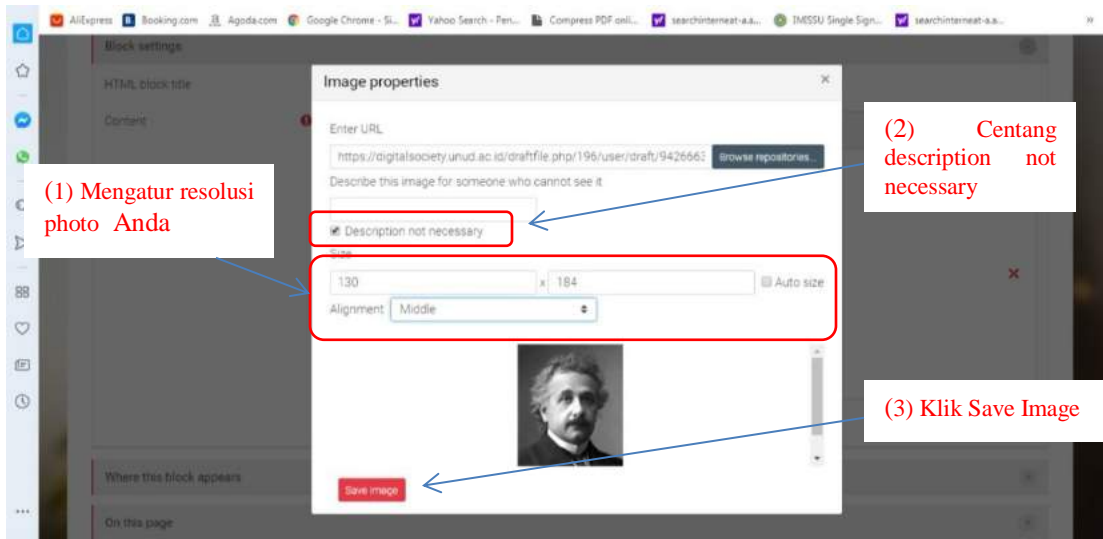 AliExpress Booking.com Agoda.com Google Chrome - Si... Yahoo Search - Pen... Compress PDF onli... searchinterneat-a.a... IMISSU Single Sign... searchinterneat-a.a... »
Block settings
HTML block title
Content
Image properties ×
Enter URL
https://digitalsociety.unud.ac.id/draftfile.php/196/user/draft/9426663 Browse repositories...
Describe this image for someone who cannot see it
Description not necessary
Size
130 x 184 Auto size
Alignment Middle
Save image
(1) Mengatur resolusi
photo Anda
(2) Centang
description not
necessary
(3) Klik Save Image
Where this block appears
On this page